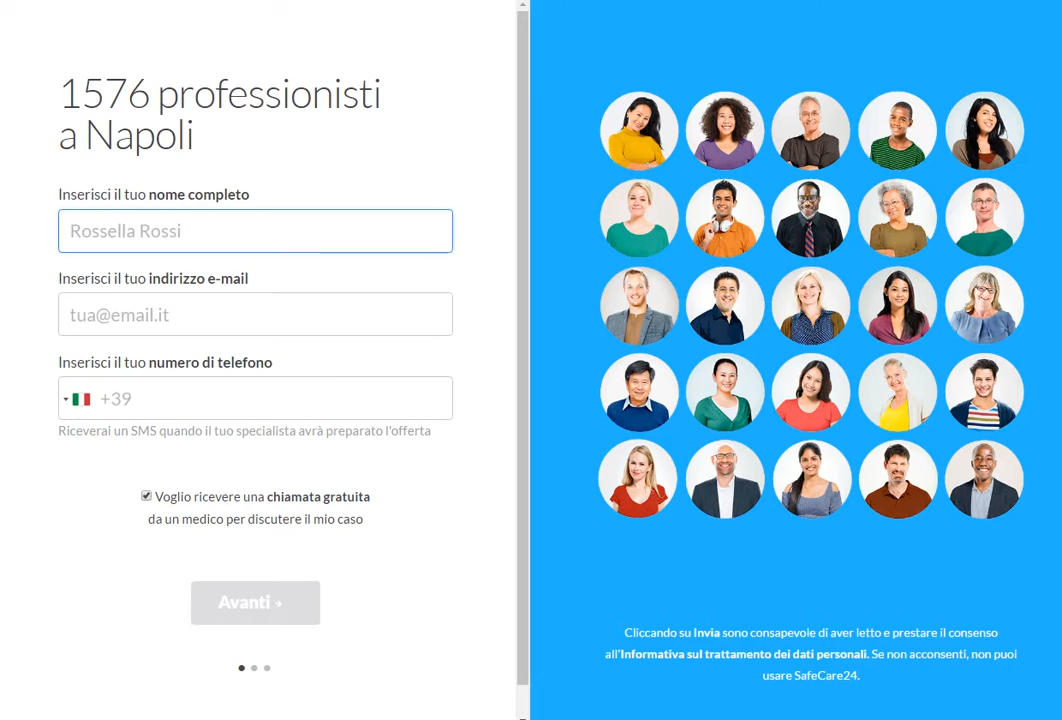 1576 professionisti
a Napoli
Inserisci il tuo nome completo
Rossella Rossi
Inserisci il tuo indirizzo e-mail
tua@email.it
Inserisci il tuo numero di telefono
+39
Riceverai un SMS quando il tuo specialista avrà preparato l'offerta
Voglio ricevere una chiamata gratuita
da un medico per discutere il mio caso
Avanti →
Cliccando su Invia sono consapevole di aver letto e prestare il consenso
all'Informativa sul trattamento dei dati personali. Se non acconsenti, non puoi
usare SafeCare24.